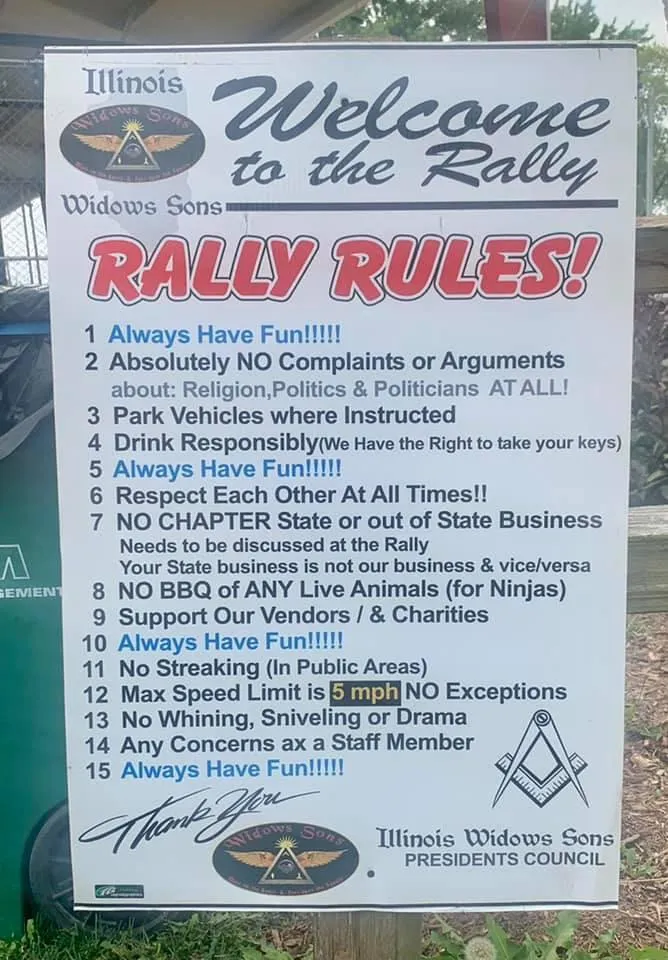 Illinois
Widows Sons
Widows Sons
Welcome
to the Rally
RALLY RULES!
1 Always Have Fun!!!!!
2 Absolutely NO Complaints or Arguments
about: Religion,Politics & Politicians AT ALL!
3 Park Vehicles where Instructed
4 Drink Responsibly(We Have the Right to take your keys)
5 Always Have Fun!!!!!
6 Respect Each Other At All Times!!
7 NO CHAPTER State or out of State Business
Needs to be discussed at the Rally
Your State business is not our business & vice/versa
8 NO BBQ of ANY Live Animals (for Ninjas)
9 Support Our Vendors / & Charities
10 Always Have Fun!!!!!
11 No Streaking (In Public Areas)
12 Max Speed Limit is 5 mph NO Exceptions
13 No Whining, Sniveling or Drama
14 Any Concerns ax a Staff Member
15 Always Have Fun!!!!!
Thank You
Widows Sons
Illinois Widows Sons
PRESIDENTS COUNCIL